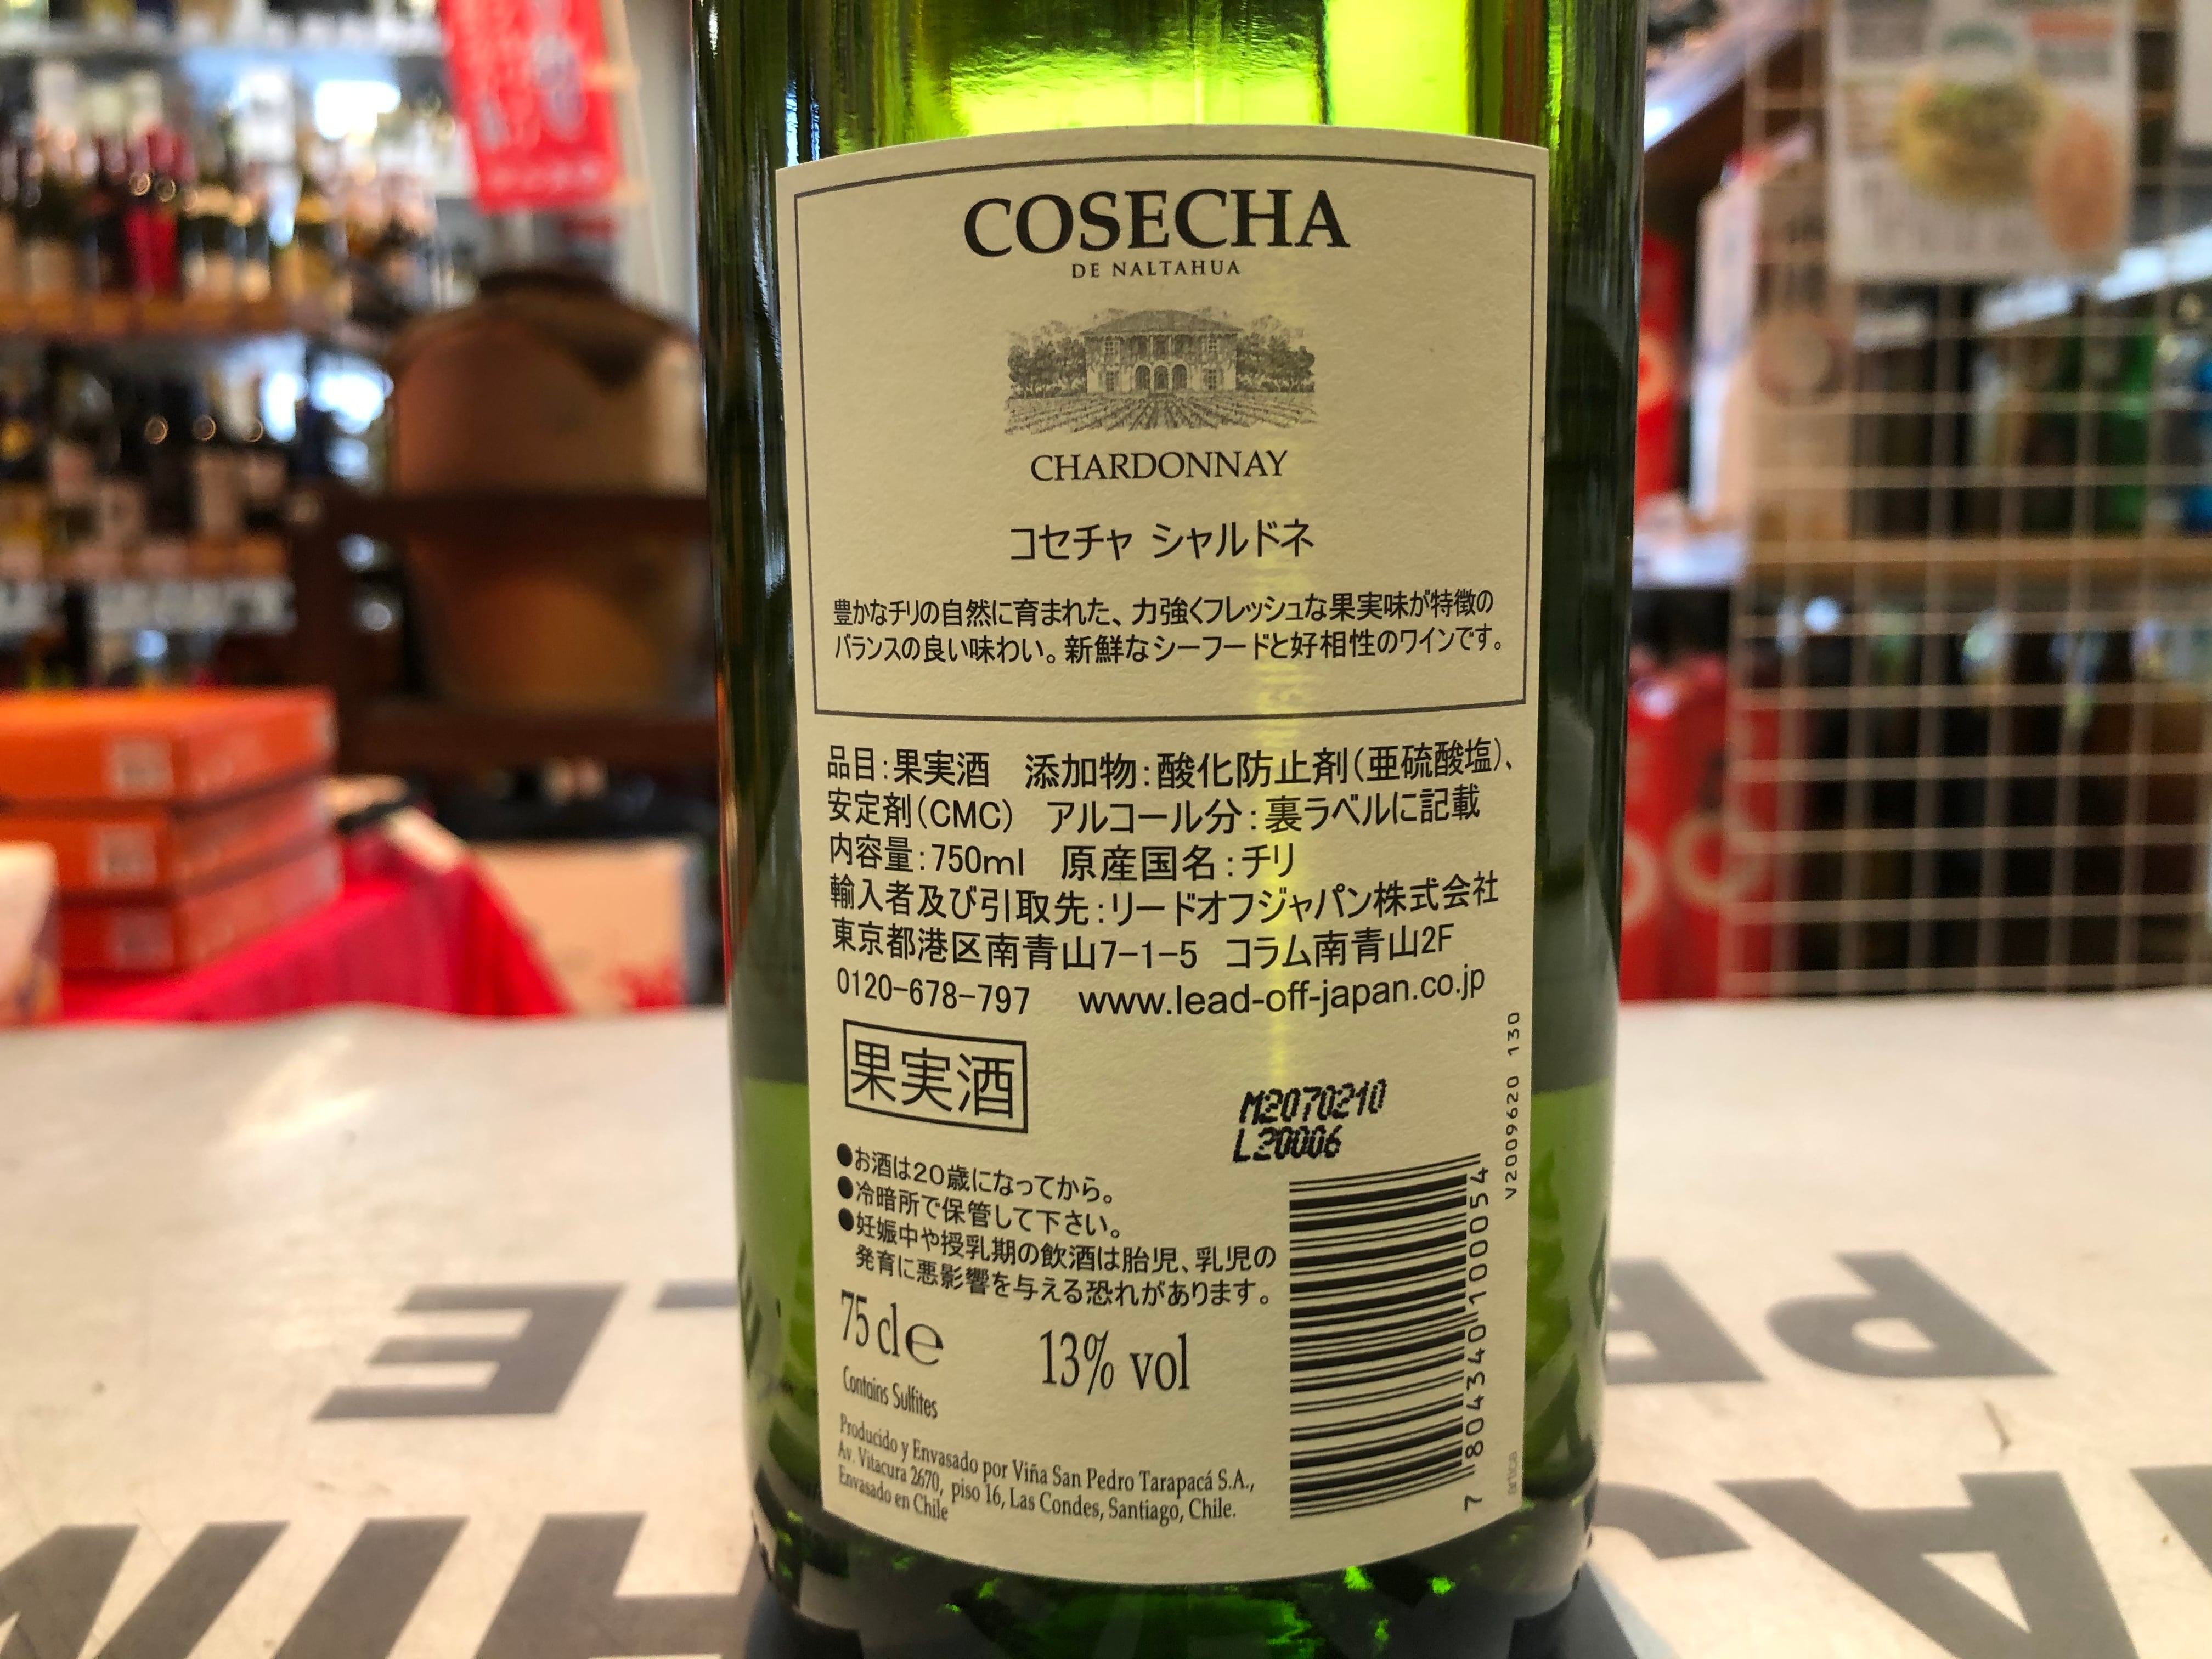 COSECHA
DE NALTAHUA
CHARDONNAY
コセチャ シャルドネ
豊かなチリの自然に育まれた、力強くフレッシュな果実味が特徴の
バランスの良い味わい。新鮮なシーフードと好相性のワインです。
品目:果実酒 添加物:酸化防止剤(亜硫酸塩)、
安定剤(CMC) アルコール分:裏ラベルに記載
内容量:750ml 原産国名:チリ
輸入者及び引取先:リードオフジャパン株式会社
東京都港区南青山7-1-5 コラム南青山2F
0120-678-797 www.lead-off-japan.co.jp
果実酒
M2070210
L20006
V2009620 130
●お酒は20歳になってから。
●冷暗所で保管して下さい。
●妊娠中や授乳期の飲酒は胎児、乳児の
発育に悪影響を与える恐れがあります。
75 cl e 13% vol
Contains Sulfites
Producido y Envasado por Viña San Pedro Tarapacá S.A.,
Av. Vitacura 2670, piso 16, Las Condes, Santiago, Chile.
Envasado en Chile
7 804340 100054
artica